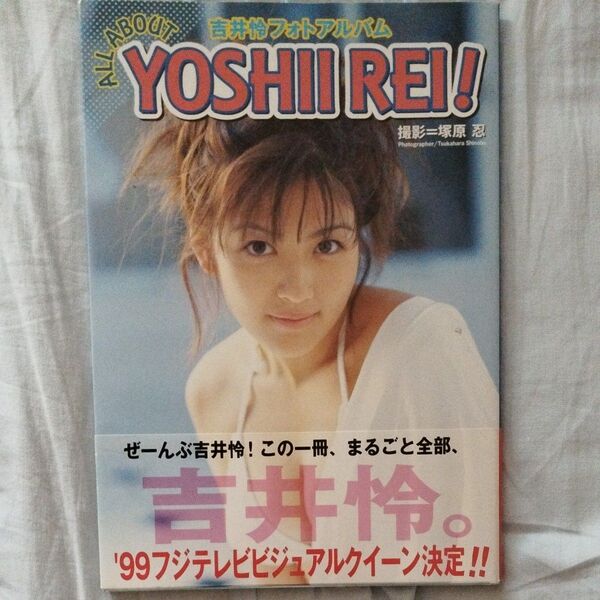 ALL ABOUT
吉井怜フォトアルバム
YOSHII REI!
撮影=塚原 忍
Photographer/Tsukahara Shinobu
ぜーんぶ吉井怜!この一冊、まるごと全部、
吉井怜。
'99フジテレビビジュアルクイーン決定!!